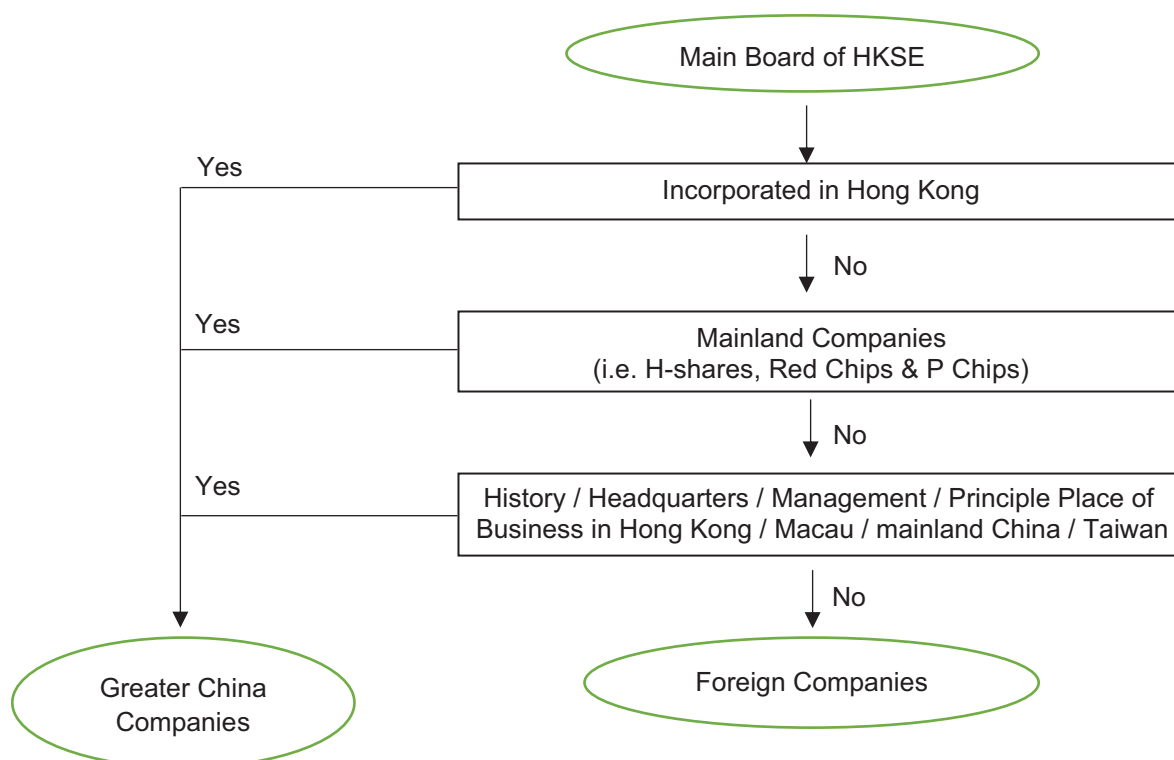 Main Board of HKSE
Yes
Incorporated in Hong Kong
No
Yes
Mainland Companies
(i.e. H-shares, Red Chips & P Chips)
No
Yes
History / Headquarters / Management / Principle Place of
Business in Hong Kong / Macau / mainland China / Taiwan
No
Greater China
Companies
Foreign Companies